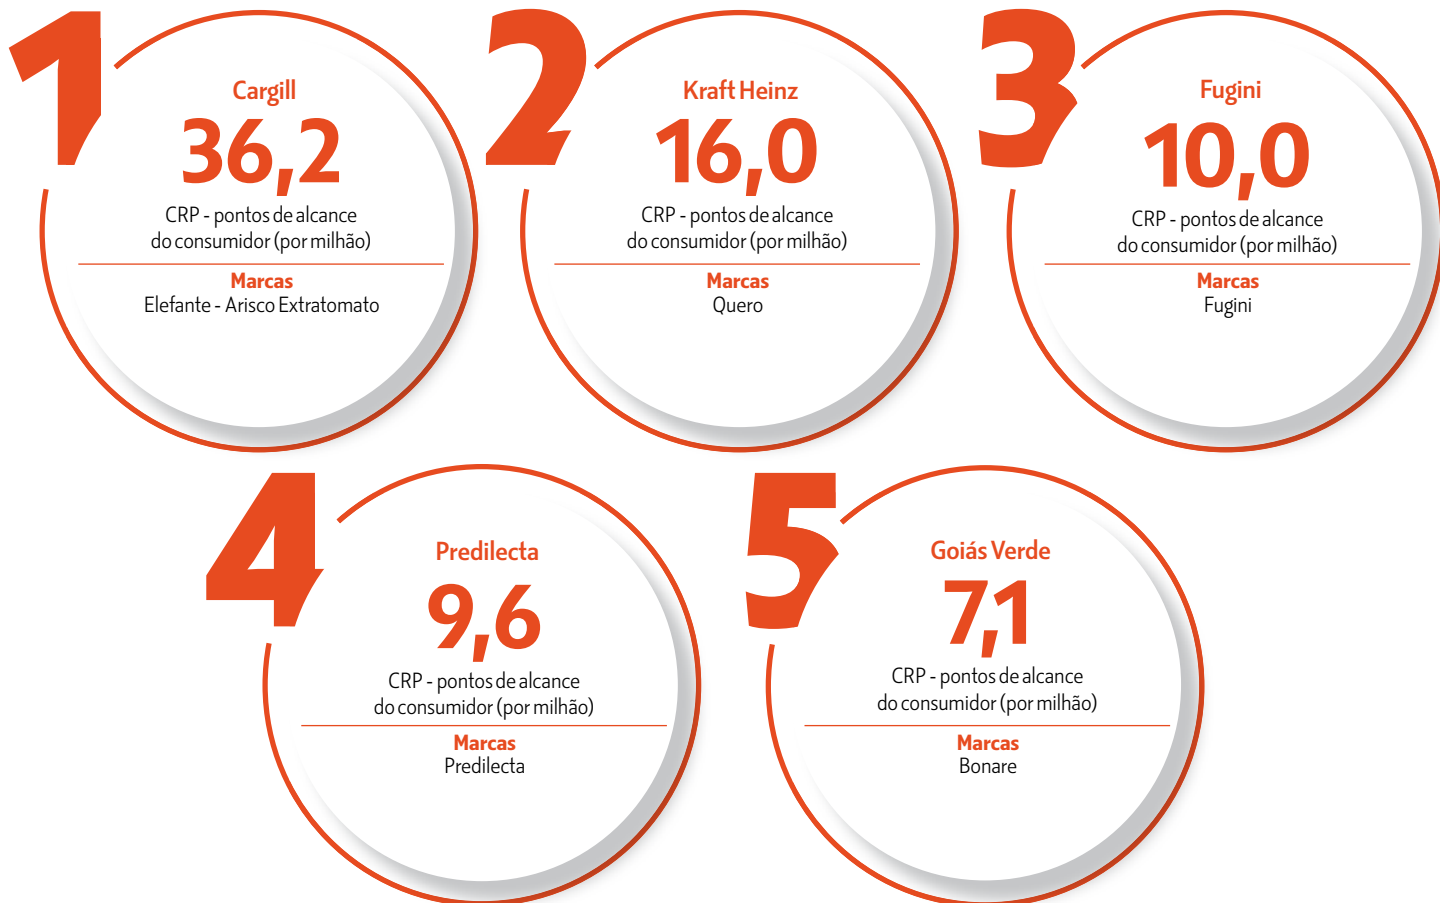 1
Cargill
36,2
CRP - pontos de alcance
do consumidor (por milhão)
Marcas
Elefante - Arisco Extratomato
2
Kraft Heinz
16,0
CRP - pontos de alcance
do consumidor (por milhão)
Marcas
Quero
3
Fugini
10,0
CRP - pontos de alcance
do consumidor (por milhão)
Marcas
Fugini
4
Predilecta
9,6
CRP - pontos de alcance
do consumidor (por milhão)
Marcas
Predilecta
5
Goiás Verde
7,1
CRP - pontos de alcance
do consumidor (por milhão)
Marcas
Bonare